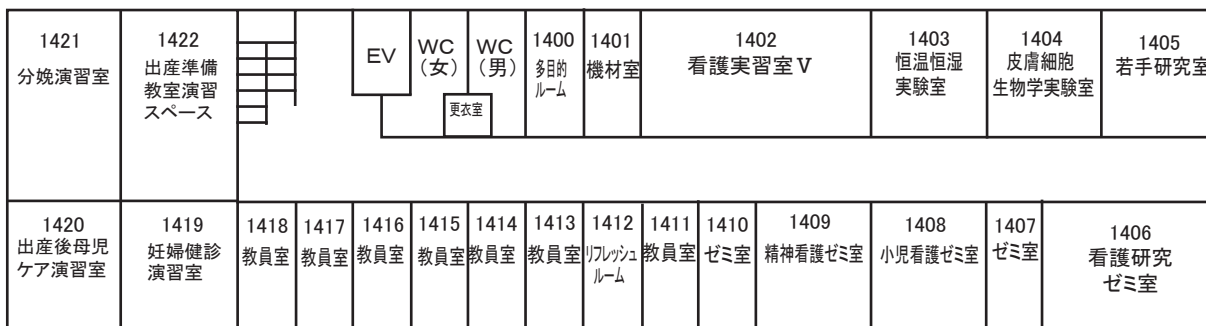 1421
分娩演習室
1422
出産準備
教室演習
スペース
EV
WC
（女）
WC
（男）
更衣室
1400
多目的
ルーム
1401
機材室
1402
看護実習室Ⅴ
1403
恒温恒湿
実験室
1404
皮膚細胞
生物学実験室
1405
若手研究室
1420
出産後母児
ケア演習室
1419
妊婦健診
演習室
1418
教員室
1417
教員室
1416
教員室
1415
教員室
1414
教員室
1413
教員室
1412
リフレッシュ
ルーム
1411
教員室
1410
ゼミ室
1409
精神看護ゼミ室
1408
小児看護ゼミ室
1407
ゼミ室
1406
看護研究
ゼミ室